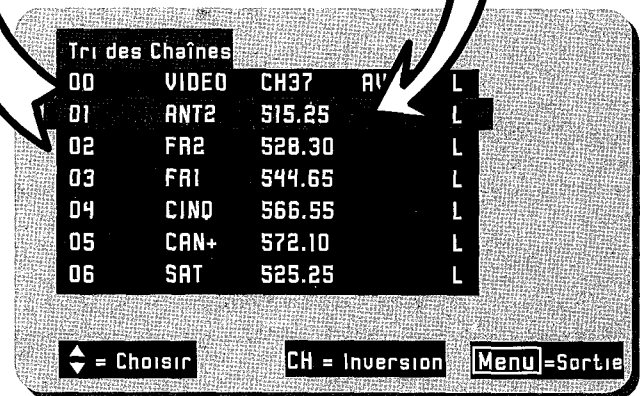 Tri des Chaînes
00 VIDEO CH37 AV L
01 ANT2 515.25 L
02 FR2 528.30 L
03 FR1 544.65 L
04 CINQ 566.55 L
05 CAN+ 572.10 L
06 SAT 525.25 L
= Choisir CH = Inversion Menu=Sortie